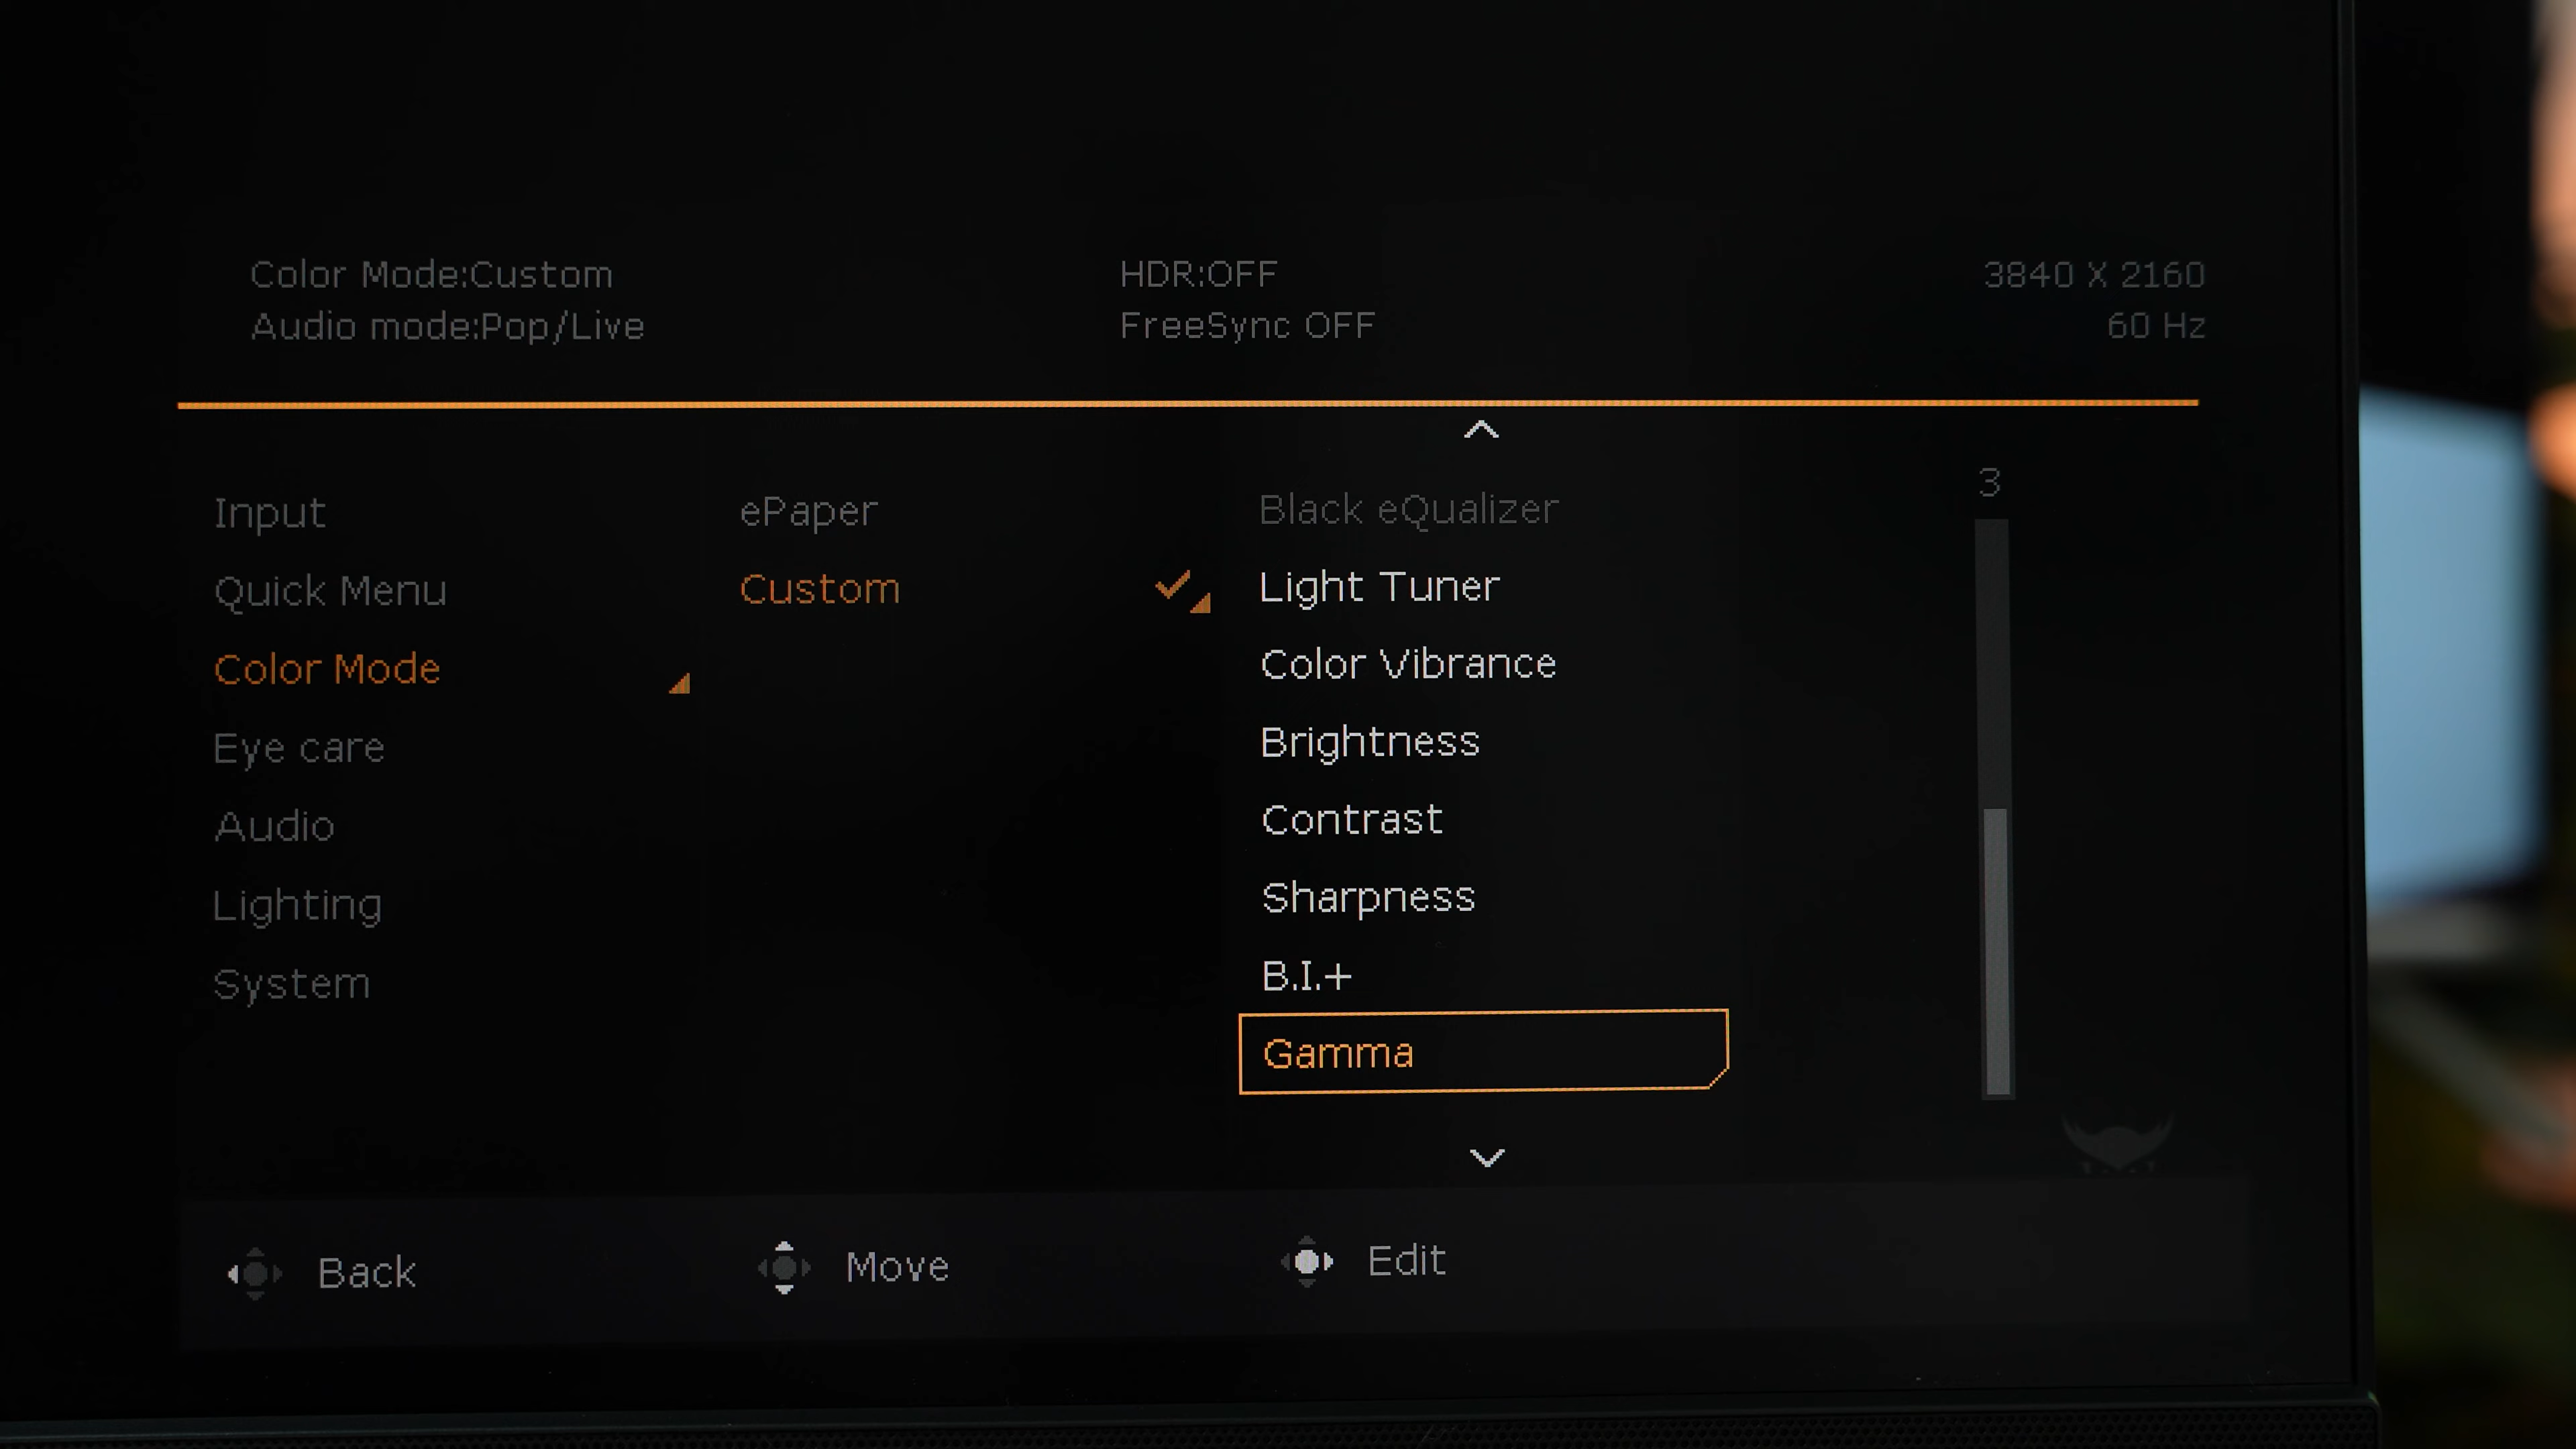 Color Mode:Custom
Audio mode:Pop/Live
HDR:OFF
FreeSync OFF
3840 X 2160
60 Hz
Input
Quick Menu
Color Mode
Eye care
Audio
Lighting
System
ePaper
Custom
Black eQualizer
Light Tuner
Color Vibrance
Brightness
Contrast
Sharpness
B.I.+
Gamma
3
Back
Move
Edit